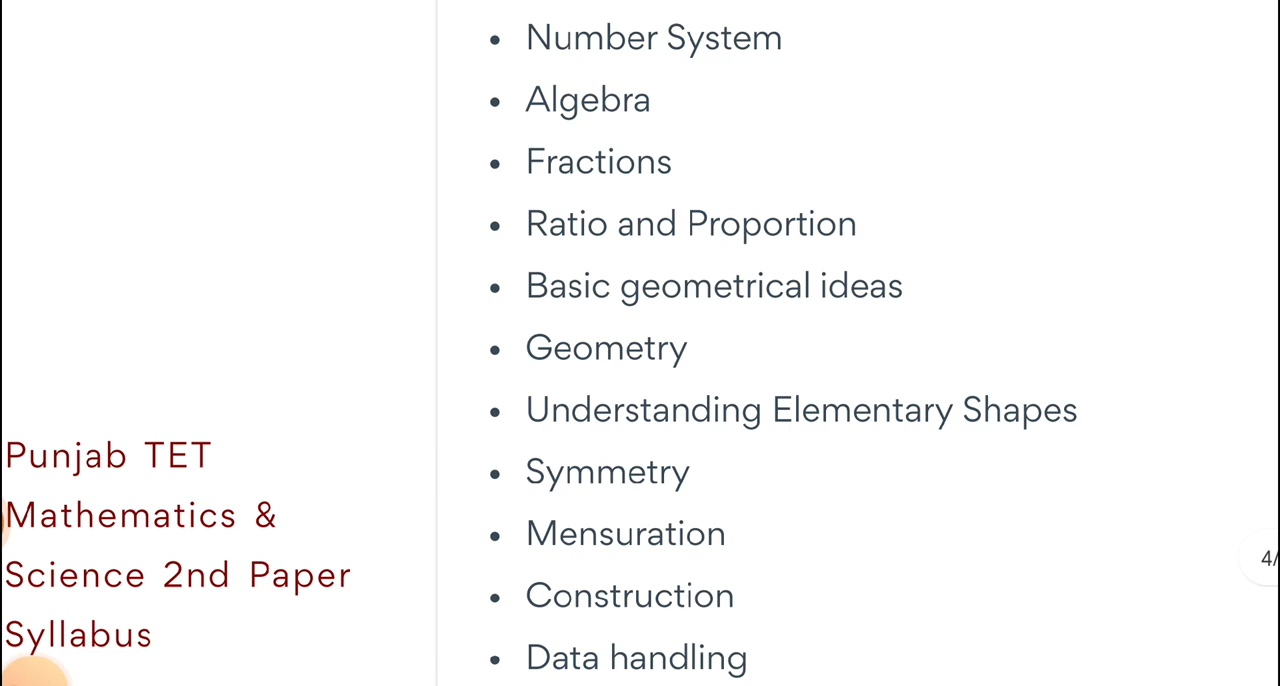 Number System
Algebra
Fractions
Ratio and Proportion
Basic geometrical ideas
Geometry
Understanding Elementary Shapes
Symmetry
Mensuration
Construction
Data handling
Punjab TET
Mathematics &
Science 2nd Paper
Syllabus
4/